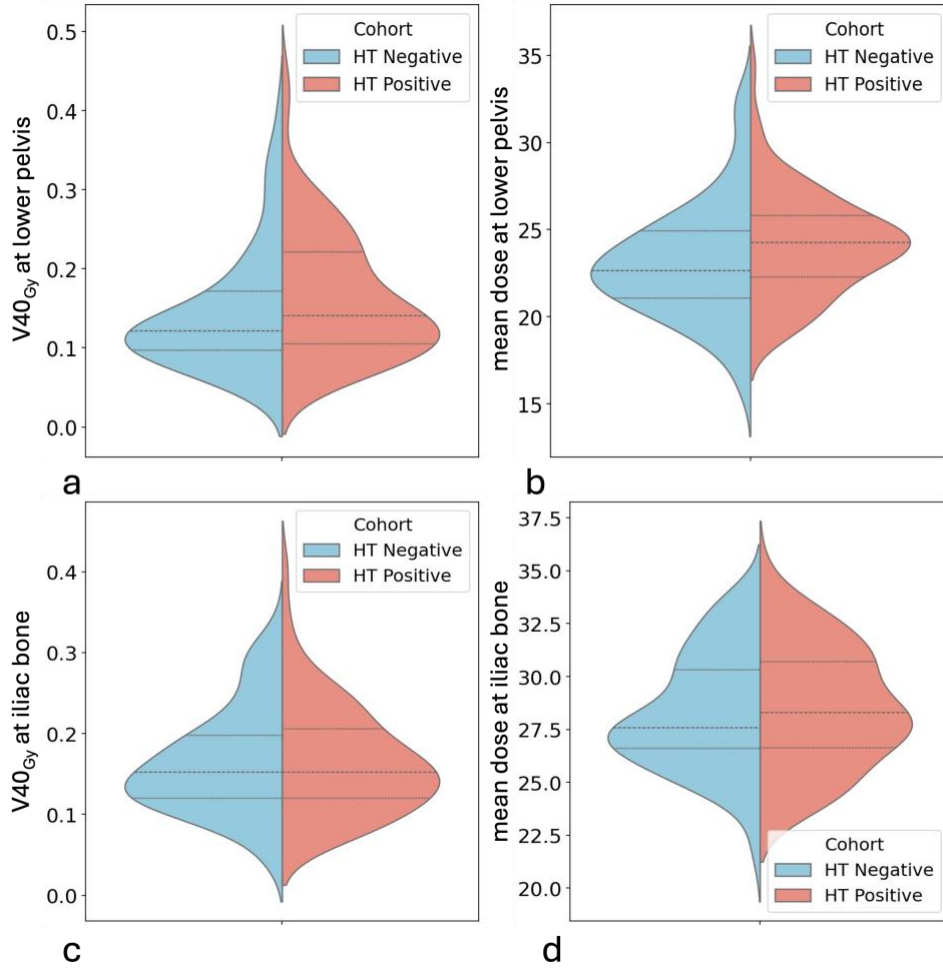 V40Gy at lower pelvis
0.5
0.4
0.3
0.2
0.1
0.0
Cohort
HT Negative
HT Positive
a
mean dose at lower pelvis
35
30
25
20
15
Cohort
HT Negative
HT Positive
b
V40Gy at iliac bone
0.4
0.3
0.2
0.1
0.0
Cohort
HT Negative
HT Positive
c
mean dose at iliac bone
37.5
35.0
32.5
30.0
27.5
25.0
22.5
20.0
Cohort
HT Negative
HT Positive
d